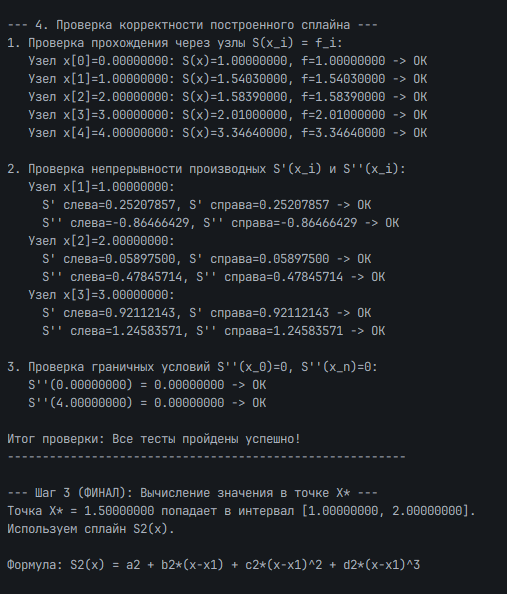 --- 4. Проверка корректности построенного сплайна ---
1. Проверка прохождения через узлы S(x_i) = f_i:
Узел x[0]=0.00000000: S(x)=1.00000000, f=1.00000000 -> OK
Узел x[1]=1.00000000: S(x)=1.54030000, f=1.54030000 -> OK
Узел x[2]=2.00000000: S(x)=1.58390000, f=1.58390000 -> OK
Узел x[3]=3.00000000: S(x)=2.01000000, f=2.01000000 -> OK
Узел x[4]=4.00000000: S(x)=3.34640000, f=3.34640000 -> OK
2. Проверка непрерывности производных S'(x_i) и S''(x_i):
Узел x[1]=1.00000000:
S' слева=0.25207857, S' справа=0.25207857 -> OK
S'' слева=-0.86466429, S'' справа=-0.86466429 -> OK
Узел x[2]=2.00000000:
S' слева=0.05897500, S' справа=0.05897500 -> OK
S'' слева=0.47845714, S'' справа=0.47845714 -> OK
Узел x[3]=3.00000000:
S' слева=0.92112143, S' справа=0.92112143 -> OK
S'' слева=1.24583571, S'' справа=1.24583571 -> OK
3. Проверка граничных условий S''(x_0)=0, S''(x_n)=0:
S''(0.00000000) = 0.00000000 -> OK
S''(4.00000000) = 0.00000000 -> OK
Итог проверки: Все тесты пройдены успешно!
---------------------------------------------------------
--- Шаг 3 (ФИНАЛ): Вычисление значения в точке X* ---
Точка X* = 1.50000000 попадает в интервал [1.00000000, 2.00000000].
Используем сплайн S2(x).
Формула: S2(x) = a2 + b2*(x-x1) + c2*(x-x1)^2 + d2*(x-x1)^3